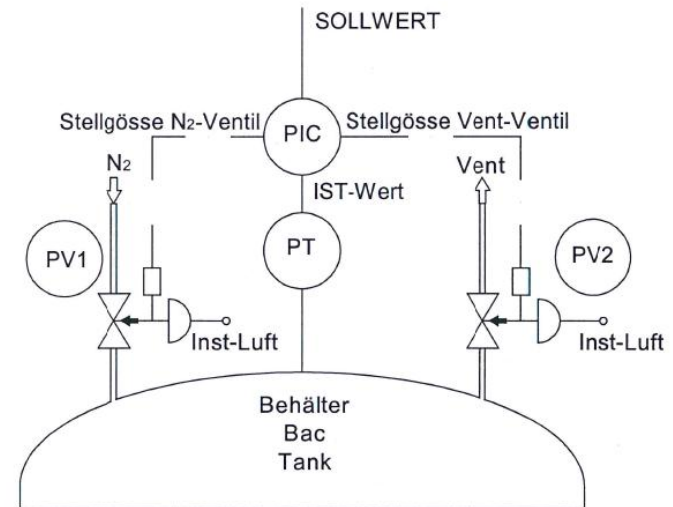 SOLLWERT
Stellgösse N₂-Ventil
PIC
Stellgösse Vent-Ventil
N₂
Vent
IST-Wert
PV1
PT
PV2
Inst-Luft
Inst-Luft
Behälter
Bac
Tank